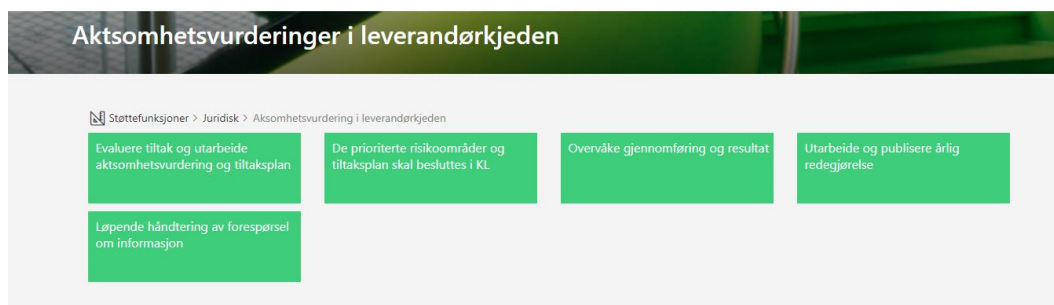 Aktsomhetsvurderinger i leverandørkjeden
Støttefunksjoner > Juridisk > Aksomhetsvurdering i leverandørkjeden
Evaluere tiltak og utarbeide
aktsomhetsvurdering og tiltaksplan
De prioriterte risikoområder og
tiltaksplan skal besluttes i KL
Overvåke gjennomføring og resultat
Utarbeide og publisere årlig
redegjørelse
Løpende håndtering av forespørsel
om informasjon